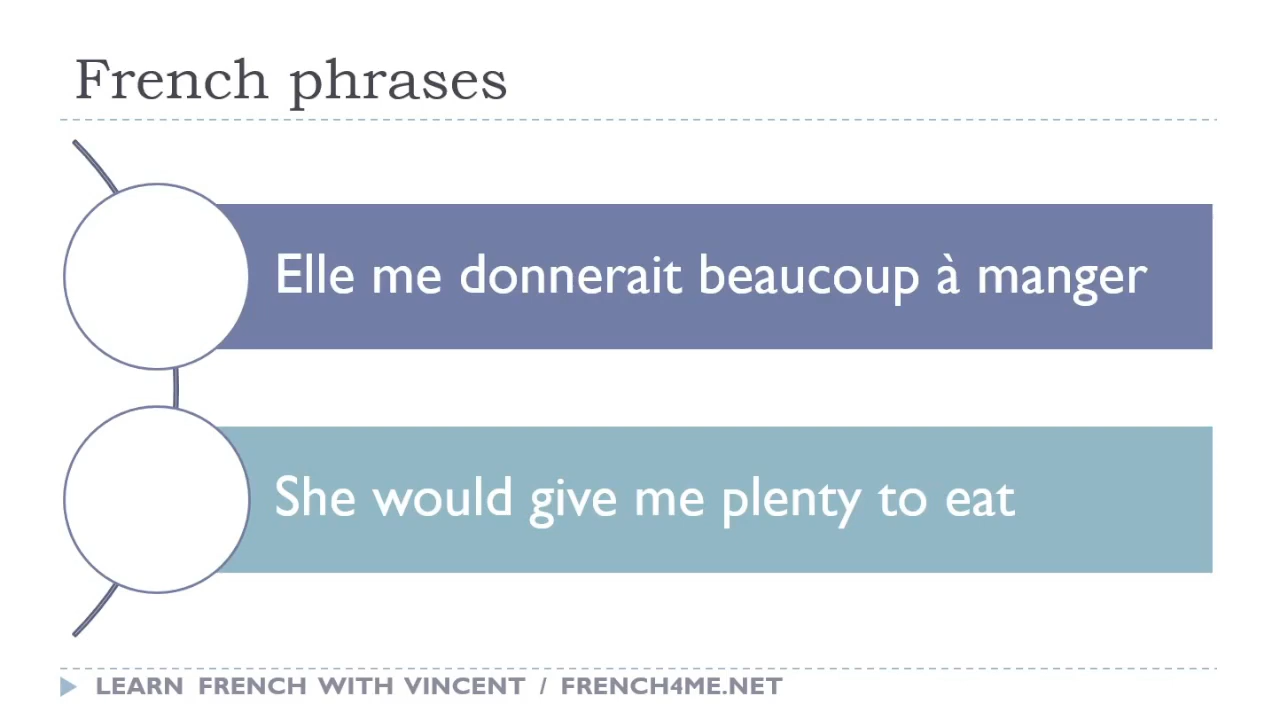 French phrases
Elle me donnerait beaucoup à manger
She would give me plenty to eat
LEARN FRENCH WITH VINCENT / FRENCH4ME.NET